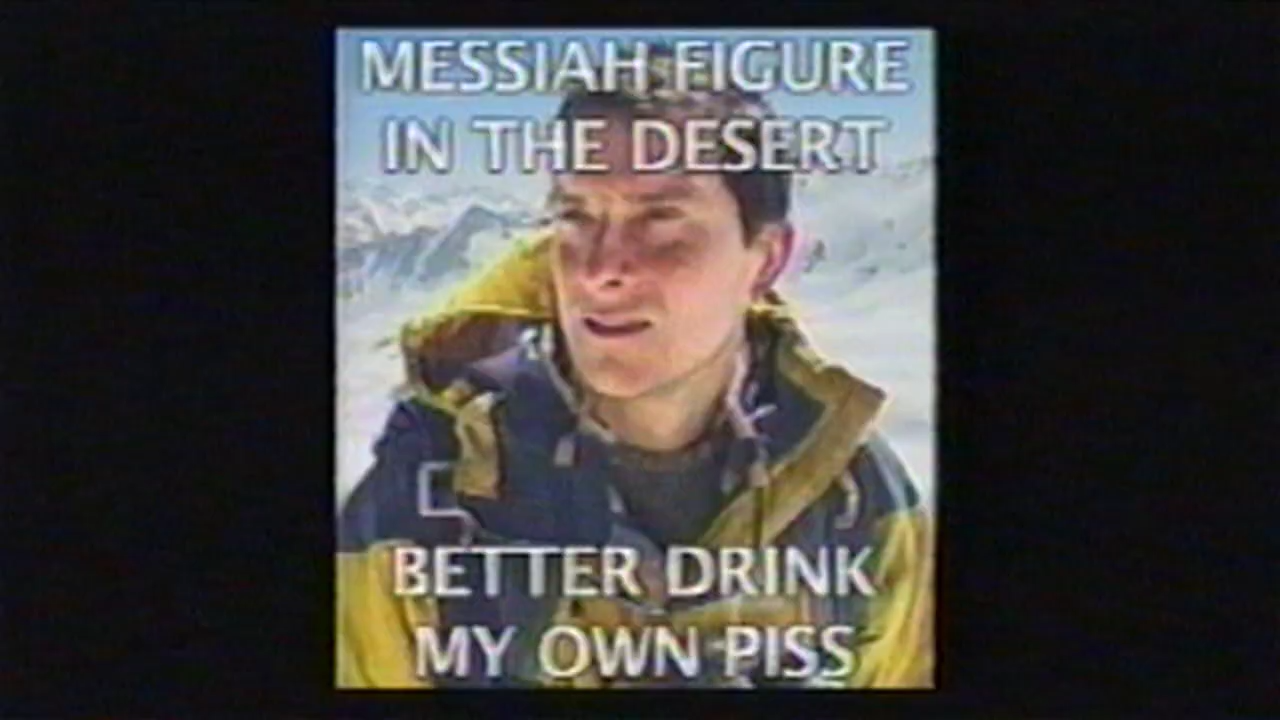 MESSIAH FIGURE
IN THE DESERT
BETTER DRINK
MY OWN PISS